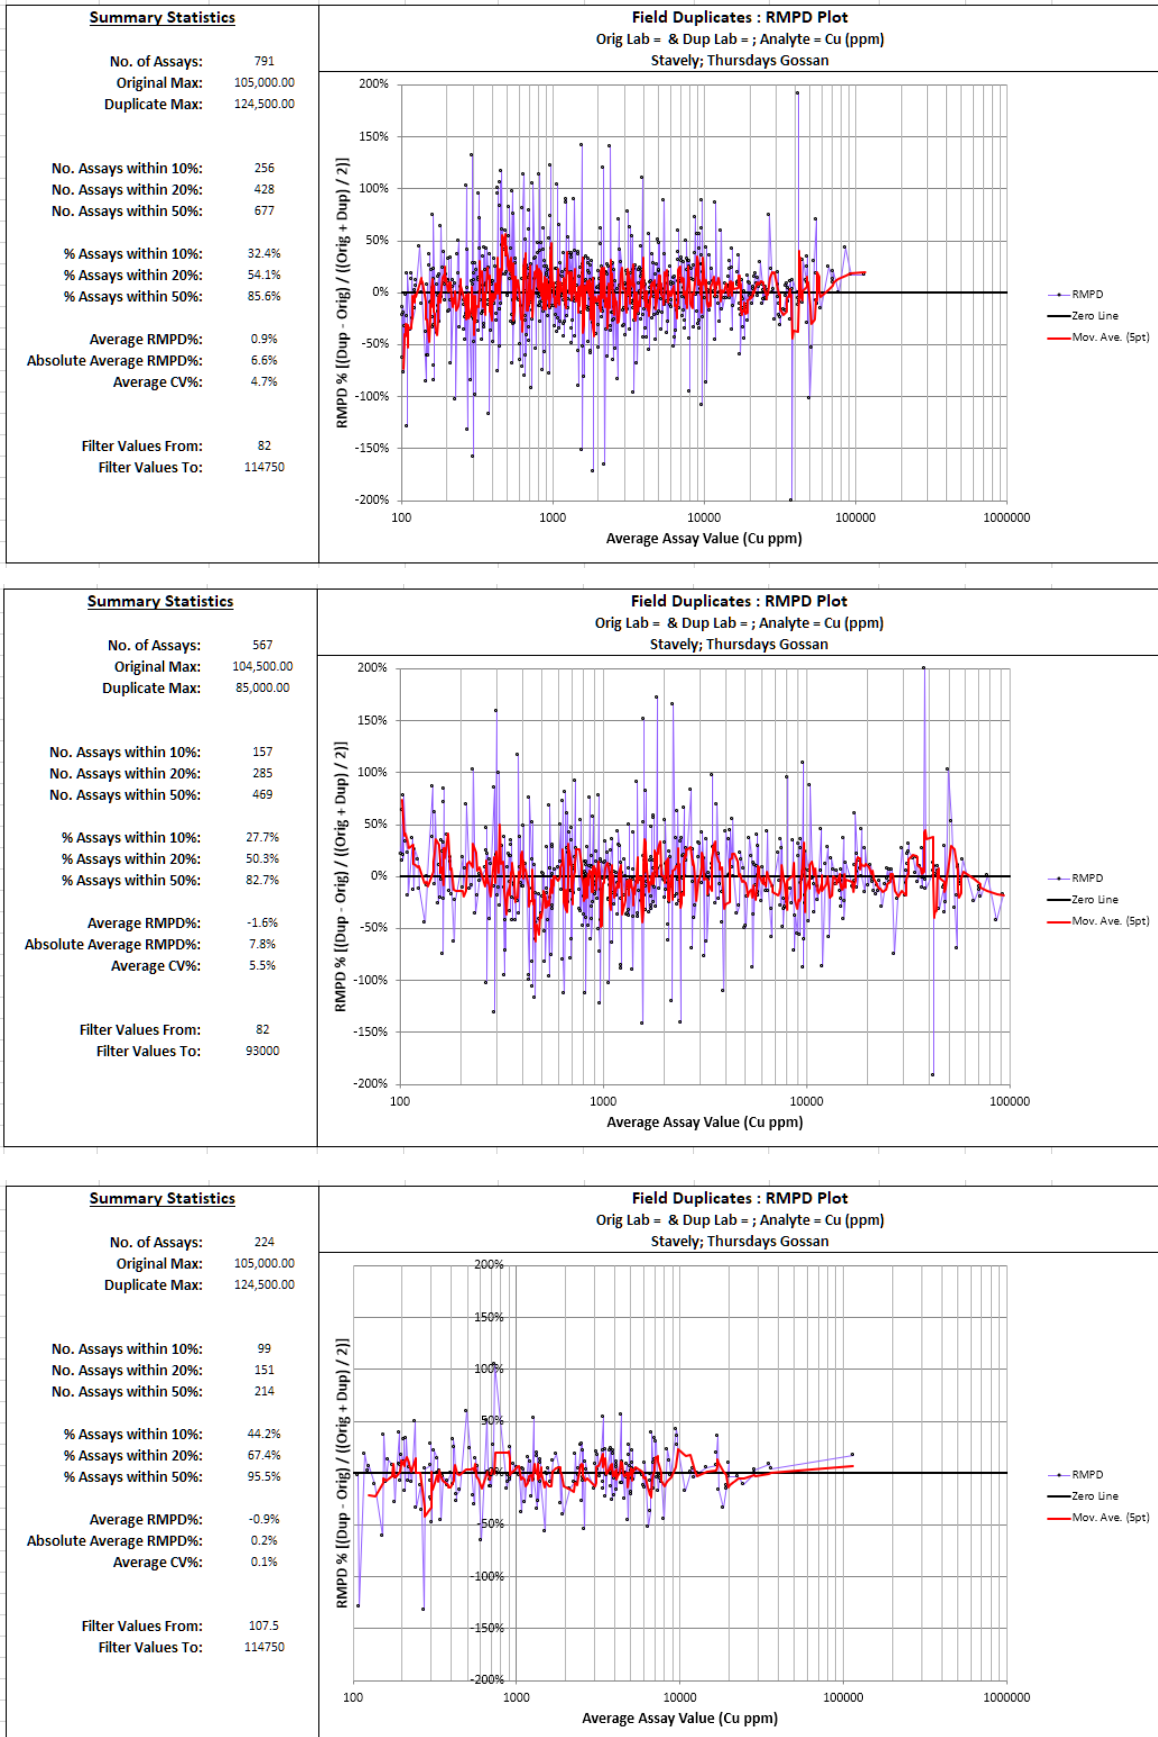 Summary Statistics
No. of Assays: 791
Original Max: 105,000.00
Duplicate Max: 124,500.00
No. Assays within 10%: 256
No. Assays within 20%: 428
No. Assays within 50%: 677
% Assays within 10%: 32.4%
% Assays within 20%: 54.1%
% Assays within 50%: 85.6%
Average RMPD%: 0.9%
Absolute Average RMPD%: 6.6%
Average CV%: 4.7%
Filter Values From: 82
Filter Values To: 114750
Field Duplicates : RMPD Plot
Orig Lab = & Dup Lab = ; Analyte = Cu (ppm)
Stavely; Thursdays Gossan
RMPD % [(Dup - Orig) / ((Orig + Dup) / 2)]
200%
150%
100%
50%
0%
-50%
-100%
-150%
-200%
100 1000 10000 100000 1000000
Average Assay Value (Cu ppm)
RMPD
Zero Line
Mov. Ave. (5pt)
Summary Statistics
No. of Assays: 567
Original Max: 104,500.00
Duplicate Max: 85,000.00
No. Assays within 10%: 157
No. Assays within 20%: 285
No. Assays within 50%: 469
% Assays within 10%: 27.7%
% Assays within 20%: 50.3%
% Assays within 50%: 82.7%
Average RMPD%: -1.6%
Absolute Average RMPD%: 7.8%
Average CV%: 5.5%
Filter Values From: 82
Filter Values To: 93000
Field Duplicates : RMPD Plot
Orig Lab = & Dup Lab = ; Analyte = Cu (ppm)
Stavely; Thursdays Gossan
RMPD % [(Dup - Orig) / ((Orig + Dup) / 2)]
200%
150%
100%
50%
0%
-50%
-100%
-150%
-200%
100 1000 10000 100000
Average Assay Value (Cu ppm)
RMPD
Zero Line
Mov. Ave. (5pt)
Summary Statistics
No. of Assays: 224
Original Max: 105,000.00
Duplicate Max: 124,500.00
No. Assays within 10%: 99
No. Assays within 20%: 151
No. Assays within 50%: 214
% Assays within 10%: 44.2%
% Assays within 20%: 67.4%
% Assays within 50%: 95.5%
Average RMPD%: -0.9%
Absolute Average RMPD%: 0.2%
Average CV%: 0.1%
Filter Values From: 107.5
Filter Values To: 114750
Field Duplicates : RMPD Plot
Orig Lab = & Dup Lab = ; Analyte = Cu (ppm)
Stavely; Thursdays Gossan
RMPD % [(Dup - Orig) / ((Orig + Dup) / 2)]
200%
150%
100%
50%
0%
-50%
-100%
-150%
-200%
100 1000 10000 100000 1000000
Average Assay Value (Cu ppm)
RMPD
Zero Line
Mov. Ave. (5pt)